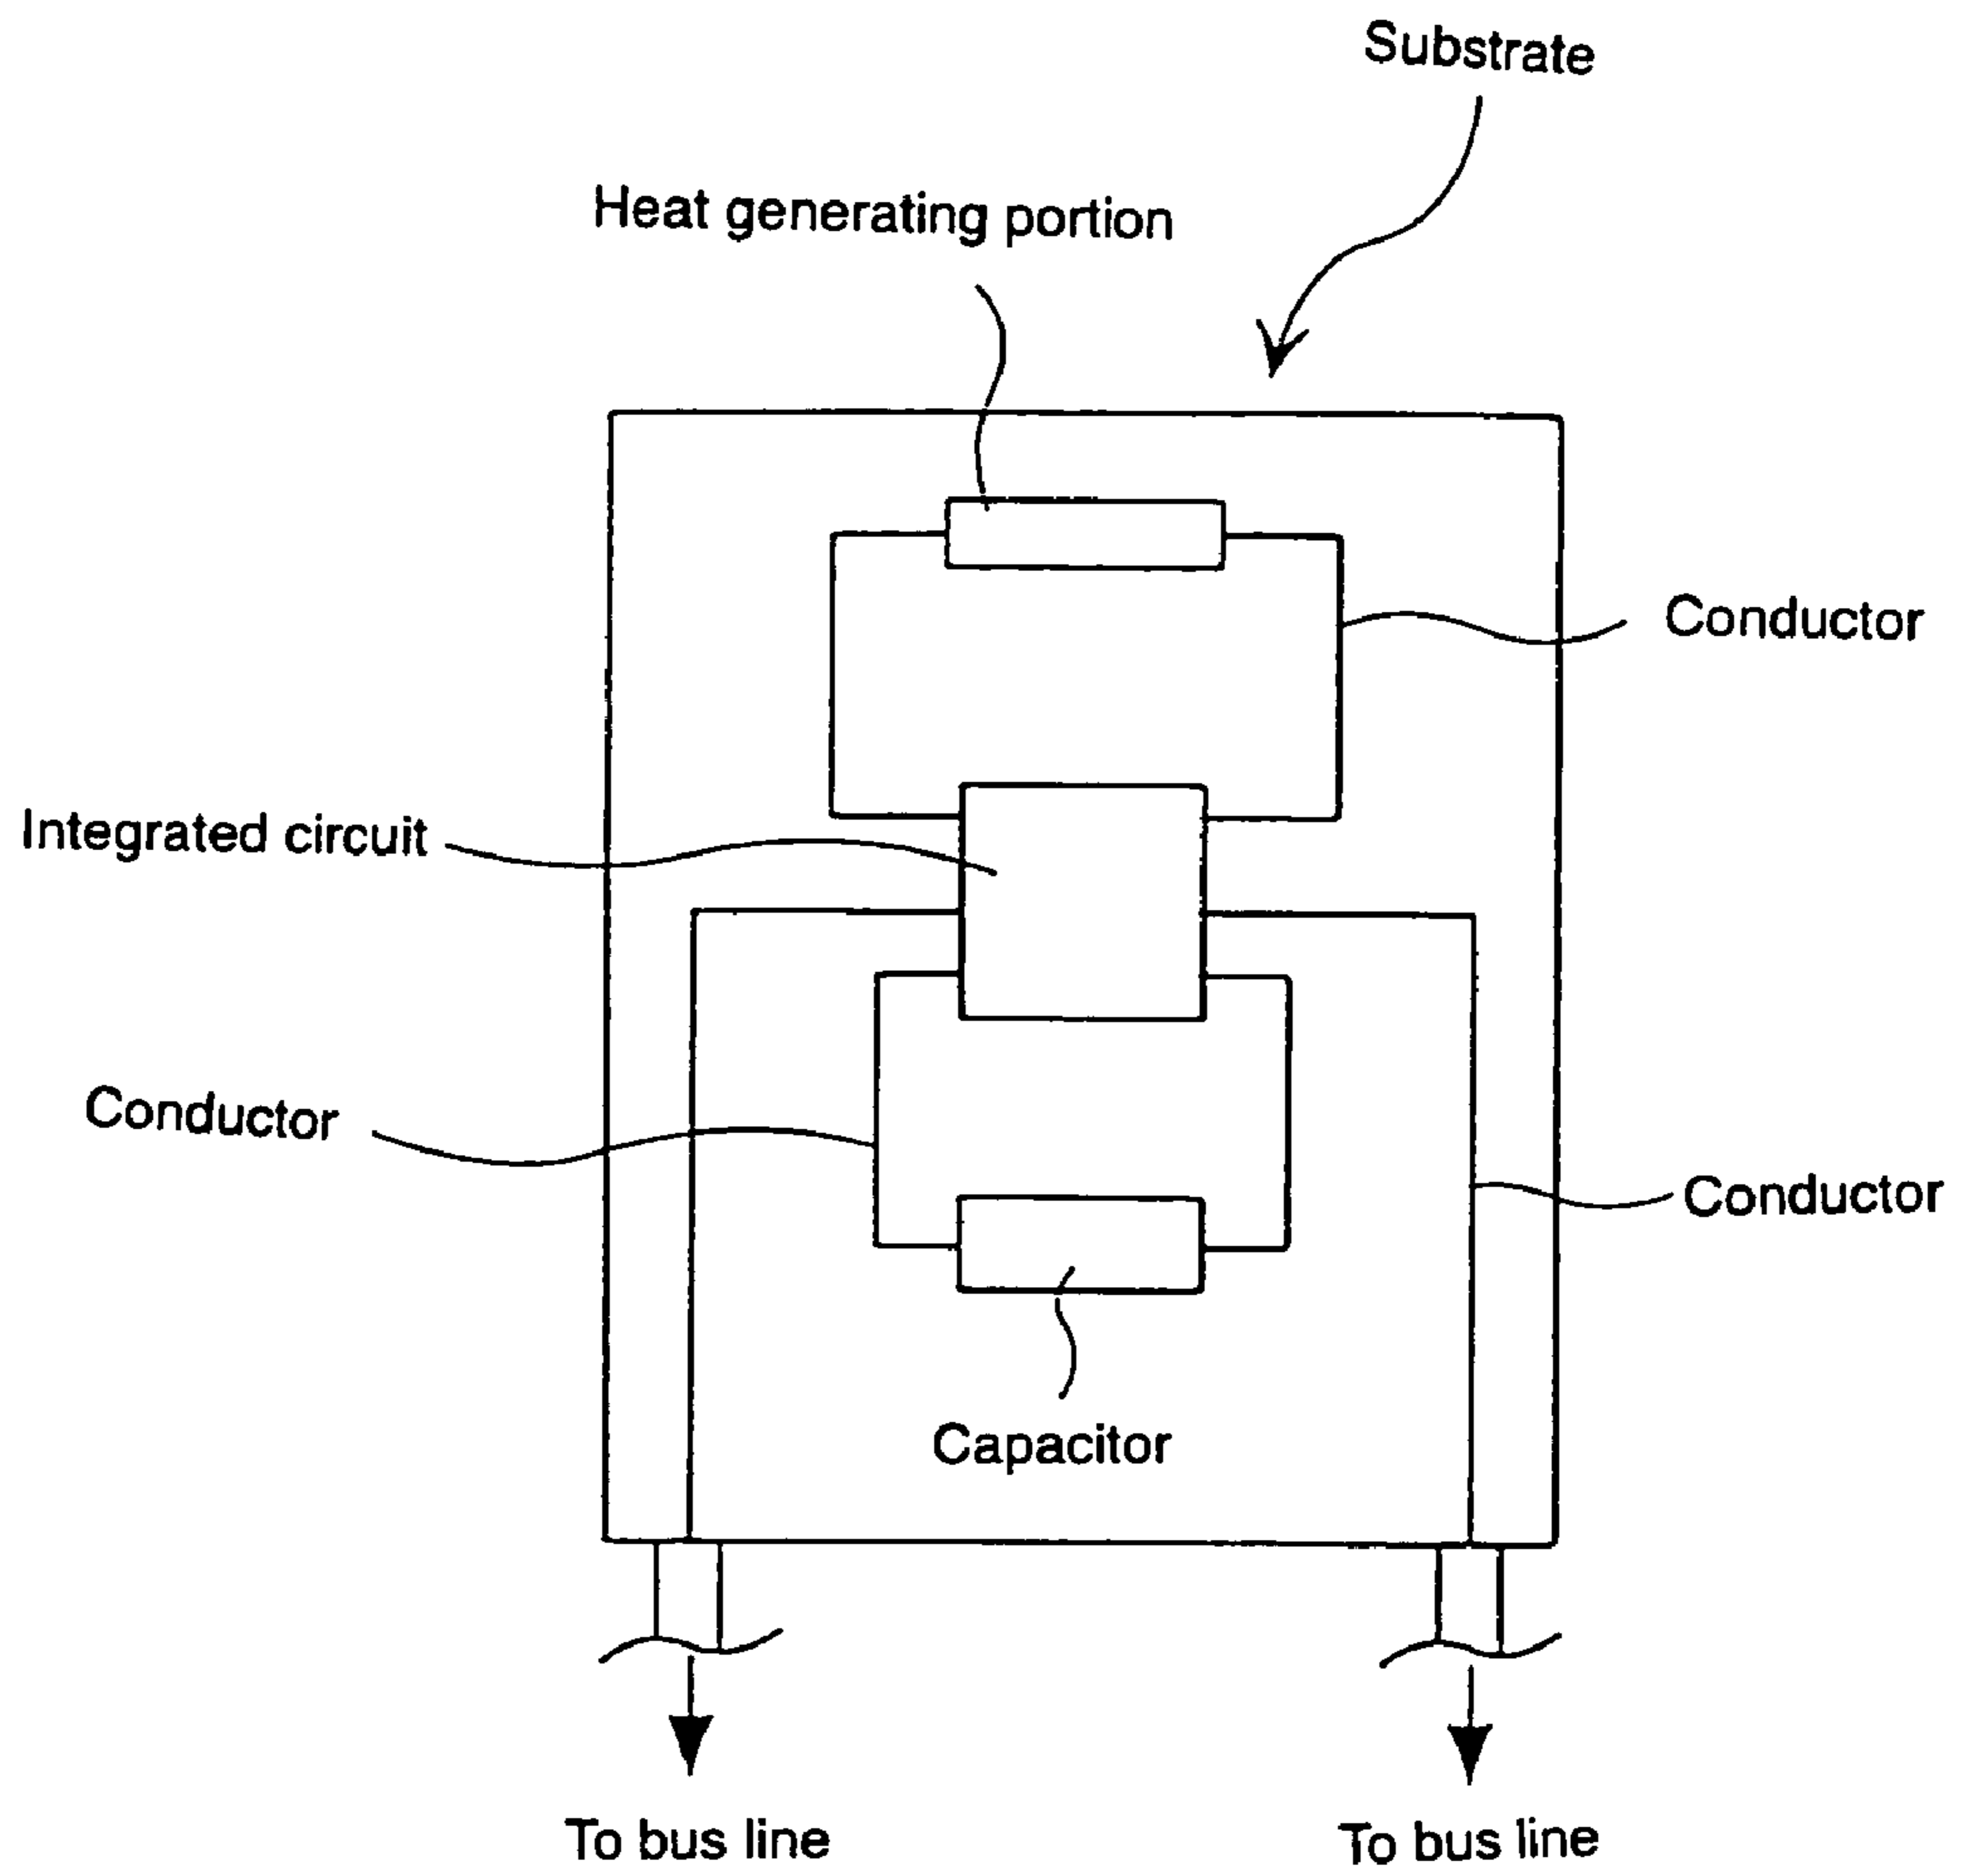 Substrate
Heat generating portion
Conductor
Integrated circuit
Conductor
Conductor
Capacitor
To bus line
To bus line